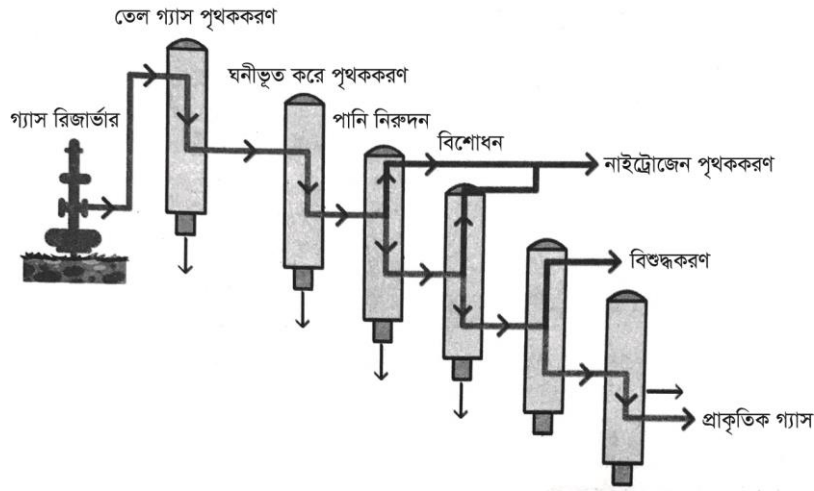 তেল গ্যাস পৃথককরণ
ঘনীভূত করে পৃথককরণ
গ্যাস রিজার্ভার
পানি নিরুদন
বিশোধন
নাইট্রোজেন পৃথককরণ
বিশুদ্ধকরণ
প্রাকৃতিক গ্যাস